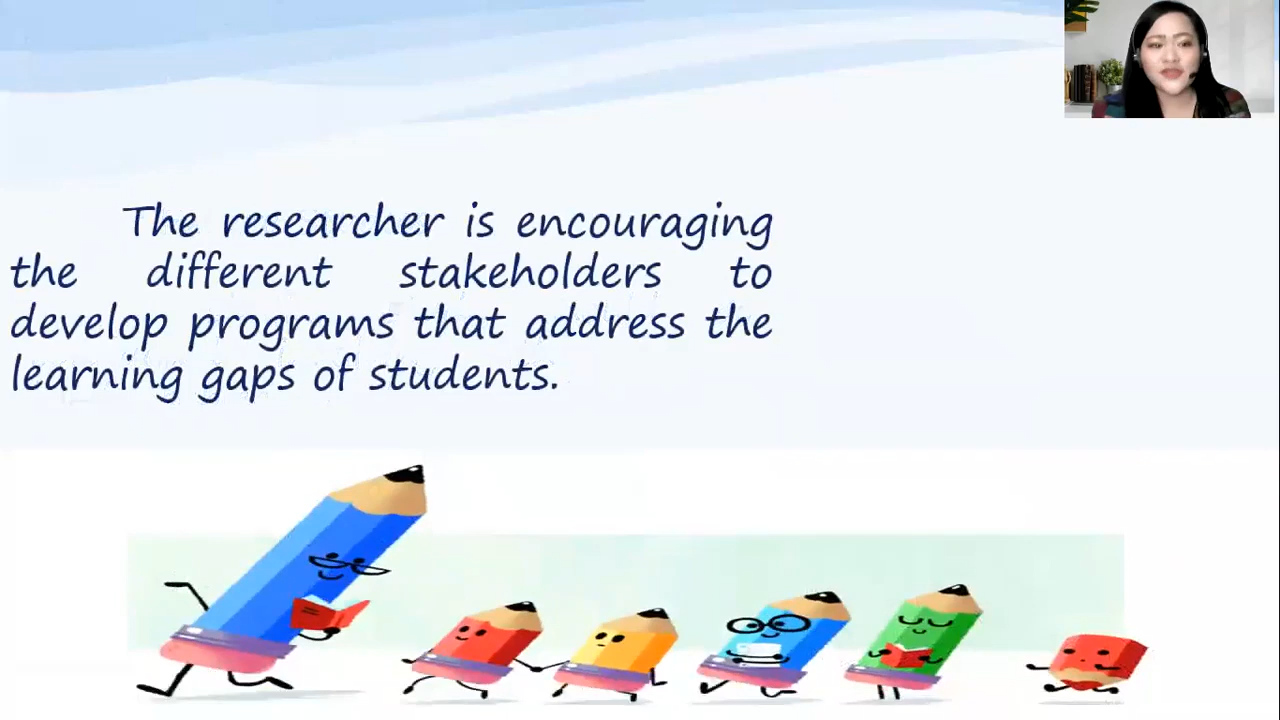 The researcher is encouraging
the different stakeholders to
develop programs that address the
learning gaps of students.